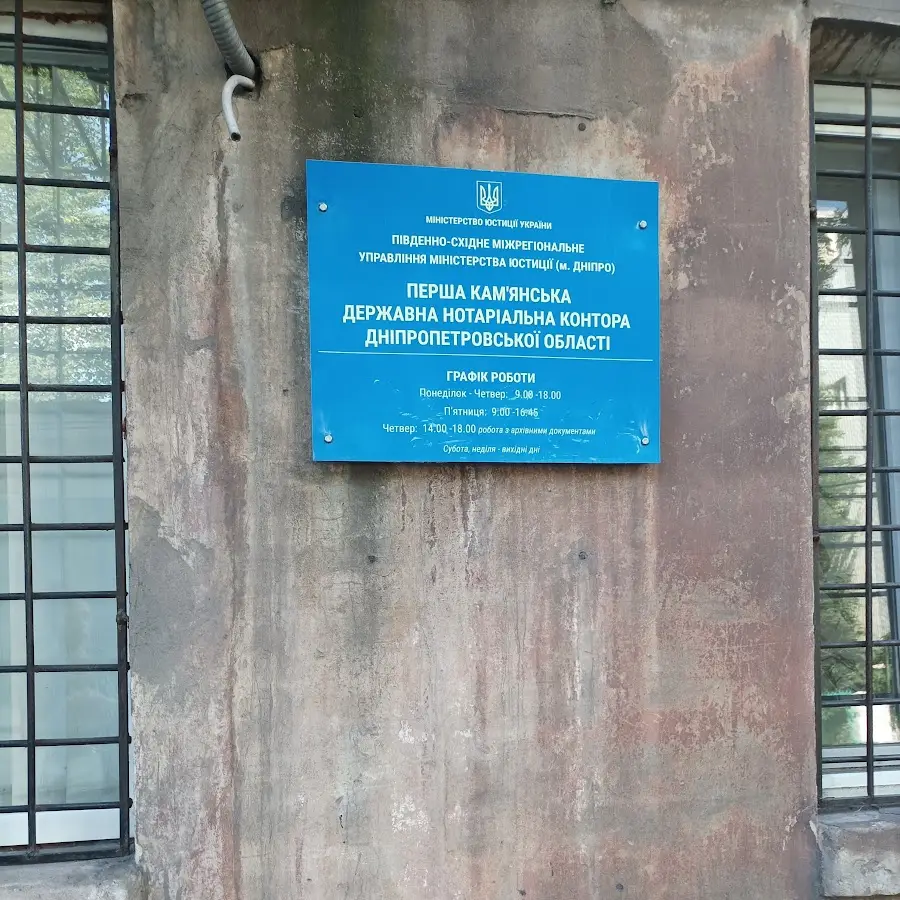 МІНІСТЕРСТВО ЮСТИЦІЇ УКРАЇНИ
ПІВДЕННО-СХІДНЕ МІЖРЕГІОНАЛЬНЕ
УПРАВЛІННЯ МІНІСТЕРСТВА ЮСТИЦІЇ (м. ДНІПРО)
ПЕРША КАМ'ЯНСЬКА
ДЕРЖАВНА НОТАРІАЛЬНА КОНТОРА
ДНІПРОПЕТРОВСЬКОЇ ОБЛАСТІ
ГРАФІК РОБОТИ
Понеділок - Четвер: 9.00 -18.00
П'ятниця: 9:00 -16:45
Четвер: 14.00 -18.00 робота з архівними документами
Субота, неділя - вихідні дні